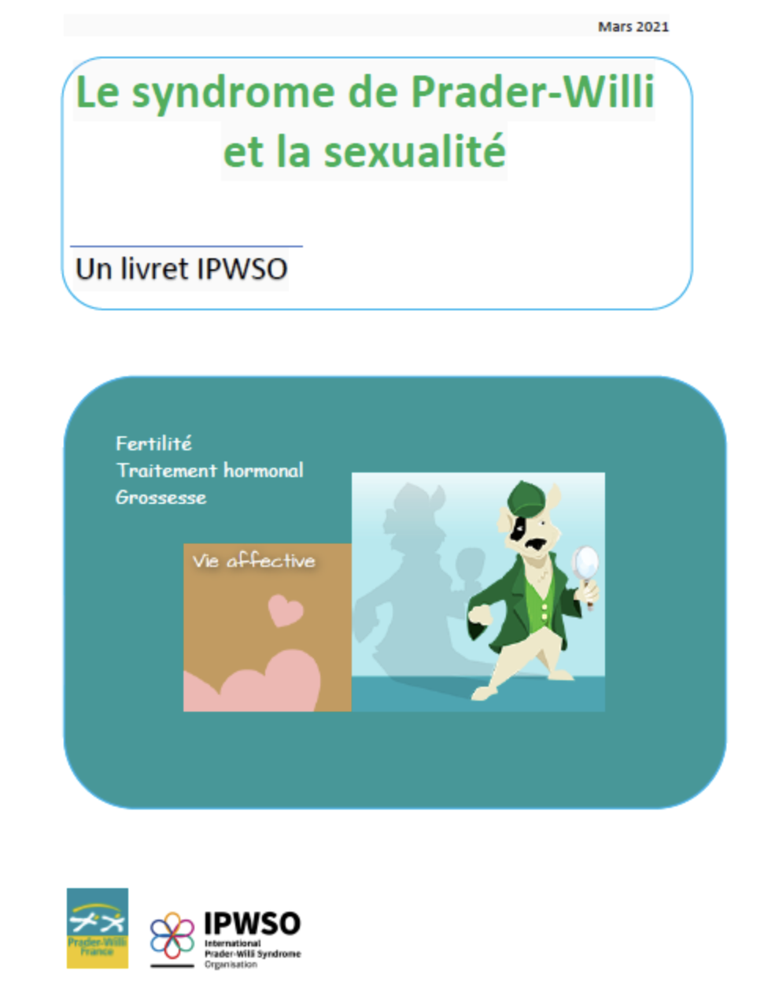 Mars 2021
Le syndrome de Prader-Willi
et la sexualité
Un livret IPWSO
Fertilité
Traitement hormonal
Grossesse
Vie affective
Prader-Willi
France
IPWSO
International
Prader-Willi Syndrome
Organisation